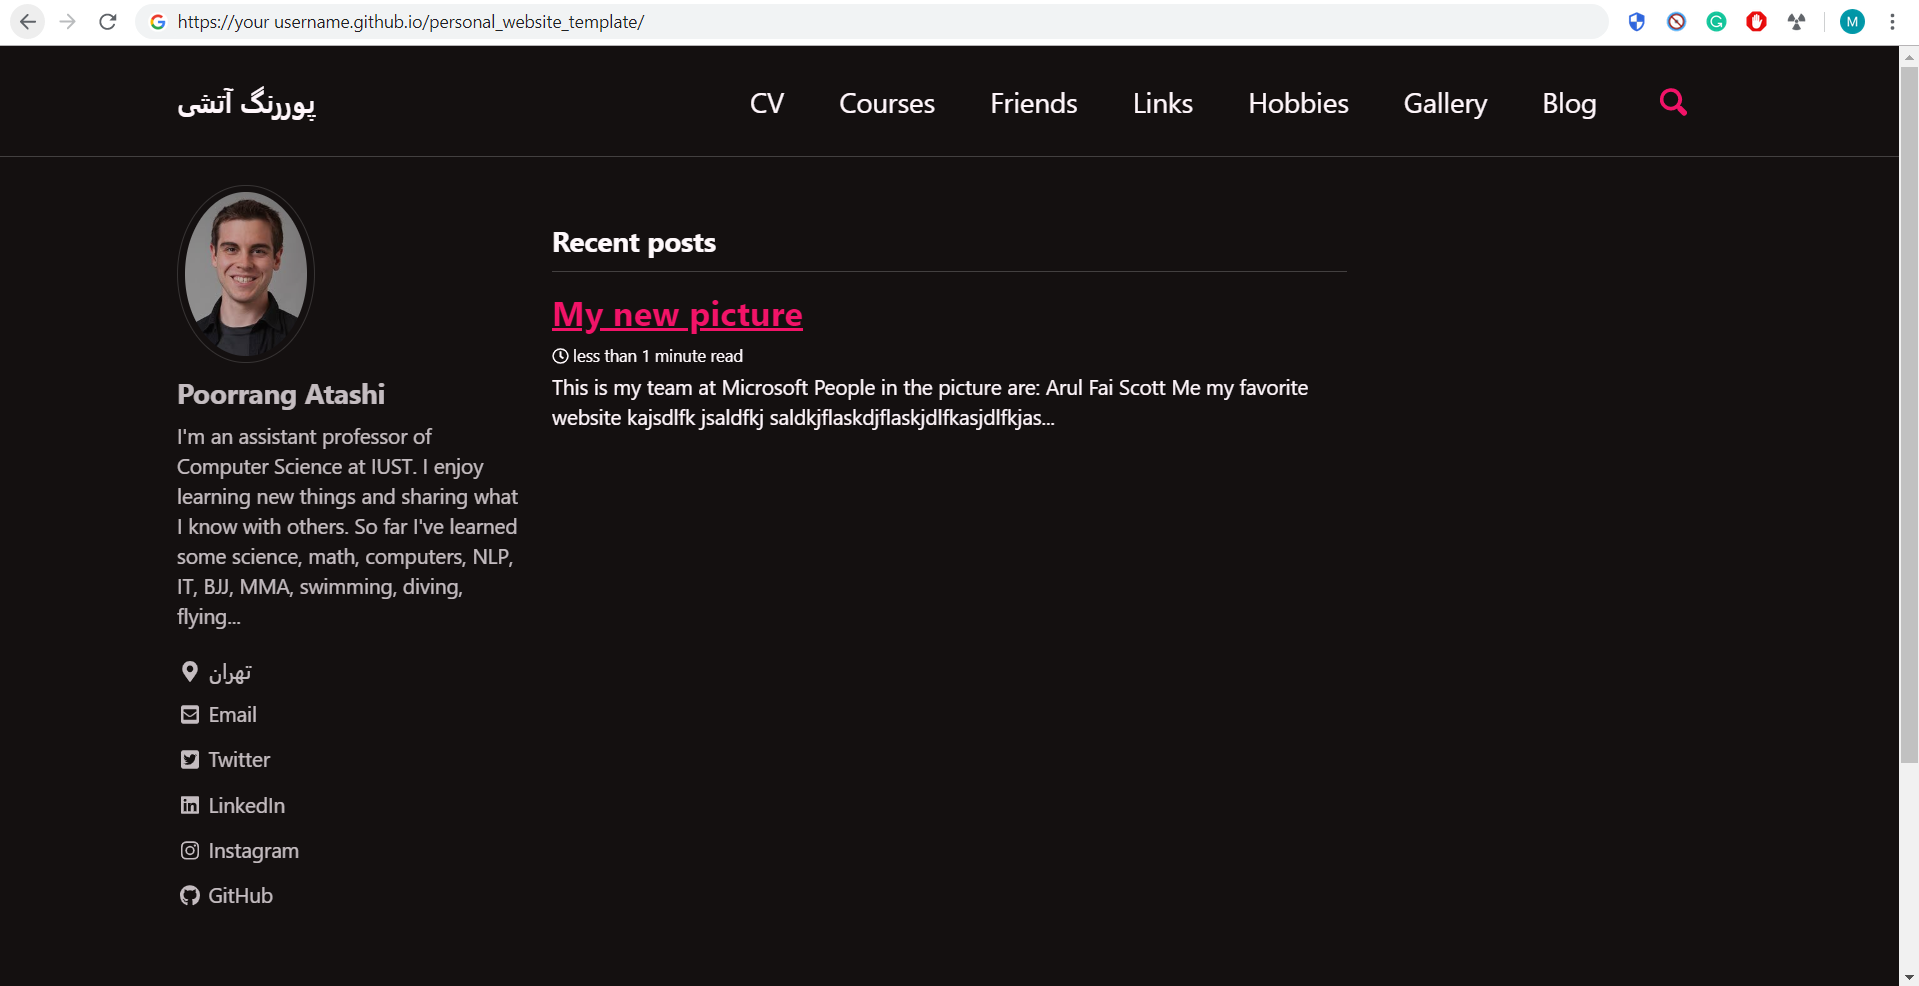 https://your username.github.io/personal_website_template/
M
پوررنگ آتشی
CV Courses Friends Links Hobbies Gallery Blog
Poorrang Atashi
I'm an assistant professor of
Computer Science at IUST. I enjoy
learning new things and sharing what
I know with others. So far I've learned
some science, math, computers, NLP,
IT, BJJ, MMA, swimming, diving,
flying...
تهران
Email
Twitter
LinkedIn
Instagram
GitHub
Recent posts
My new picture
less than 1 minute read
This is my team at Microsoft People in the picture are: Arul Fai Scott Me my favorite
website kajsdlfk jsaldfkj saldkjflaskdjflaskjdlfkasjdlfkjas...